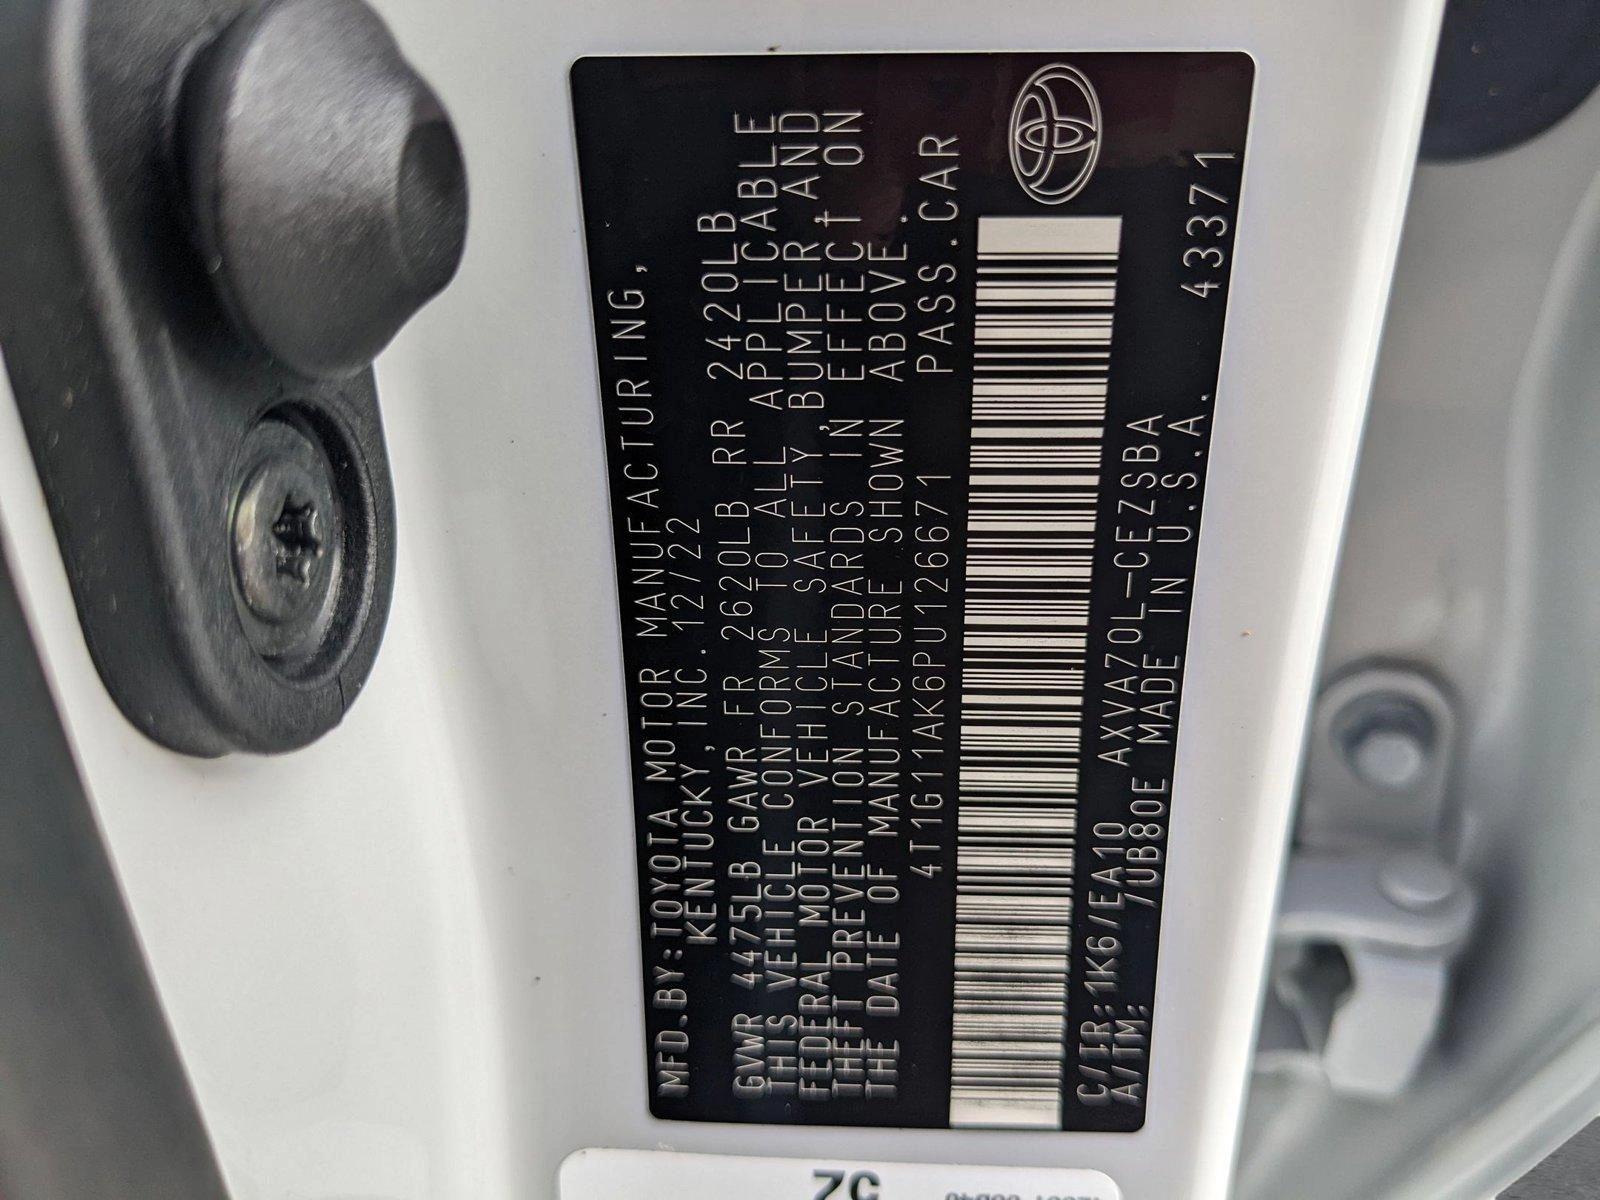 MFD.BY:TOYOTA MOTOR MANUFACTURING,
KENTUCKY,INC. 12/22
GVWR 4475LB GAWR FR 2620LB RR 2420LB
THIS VEHICLE CONFORMS TO ALL APPLICABLE
FEDERAL MOTOR VEHICLE SAFETY, BUMPER, AND
THEFT PREVENTION STANDARDS IN EFFECT ON
THE DATE OF MANUFACTURE SHOWN ABOVE.
4T1G11AK6PU126671 PASS.CAR
C/TR:1K6/EA10 AXVA70L-CEZSBA
A/TM: /UB80E MADE IN U.S.A.
43371
52